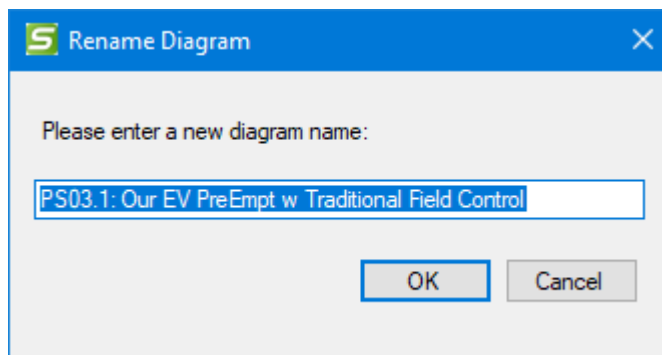 S Rename Diagram
Please enter a new diagram name:
PS03.1: Our EV PreEmpt w Traditional Field Control
OK Cancel